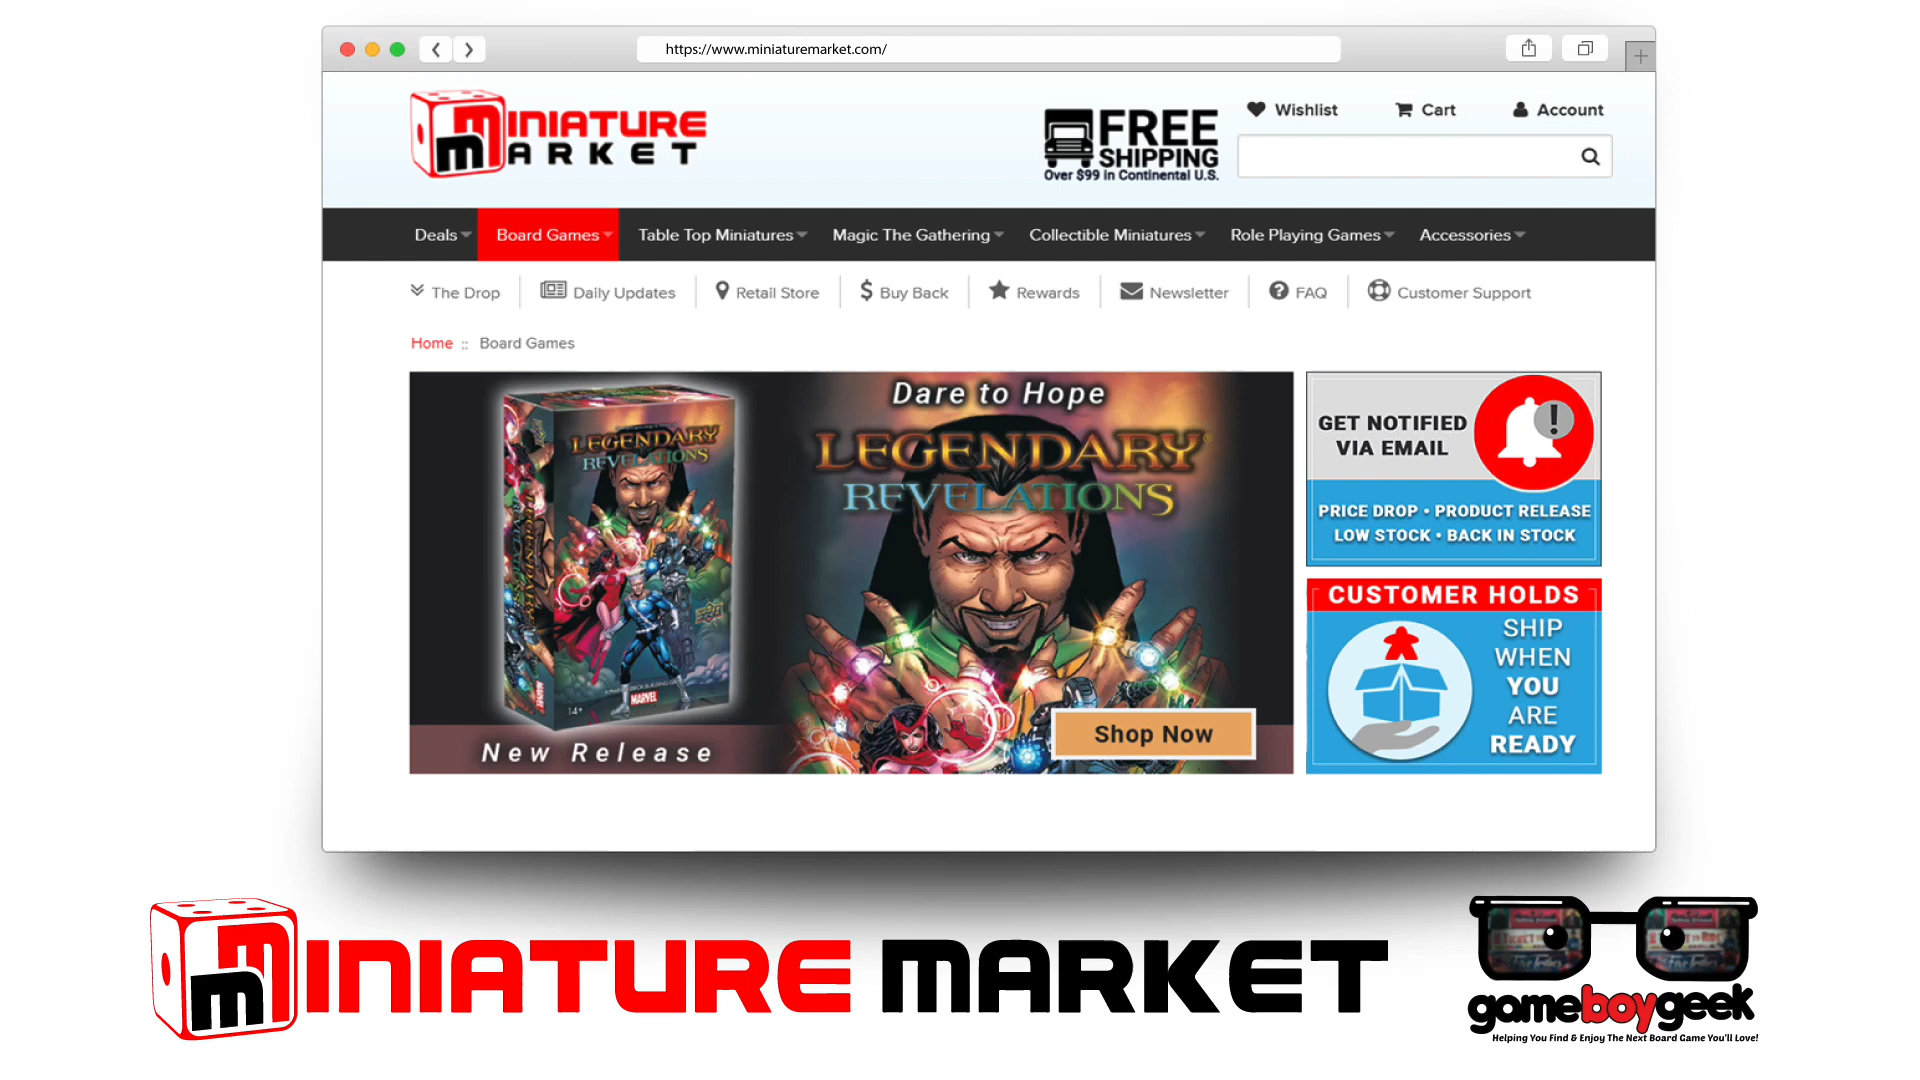 https://www.miniaturemarket.com/
MINIATURE
MARKET
FREE
SHIPPING
Over $99 in Continental U.S.
Wishlist
Cart
Account
Deals
Board Games
Table Top Miniatures
Magic The Gathering
Collectible Miniatures
Role Playing Games
Accessories
The Drop
Daily Updates
Retail Store
Buy Back
Rewards
Newsletter
FAQ
Customer Support
Home :: Board Games
LEGENDARY
REVELATIONS
MARVEL
14+
New Release
Dare to Hope
LEGENDARY
REVELATIONS
Shop Now
GET NOTIFIED
VIA EMAIL
PRICE DROP • PRODUCT RELEASE
LOW STOCK • BACK IN STOCK
CUSTOMER HOLDS
SHIP
WHEN
YOU
ARE
READY
MINIATURE MARKET
gameboygeek
Helping You Find & Enjoy The Next Board Game You'll Love!